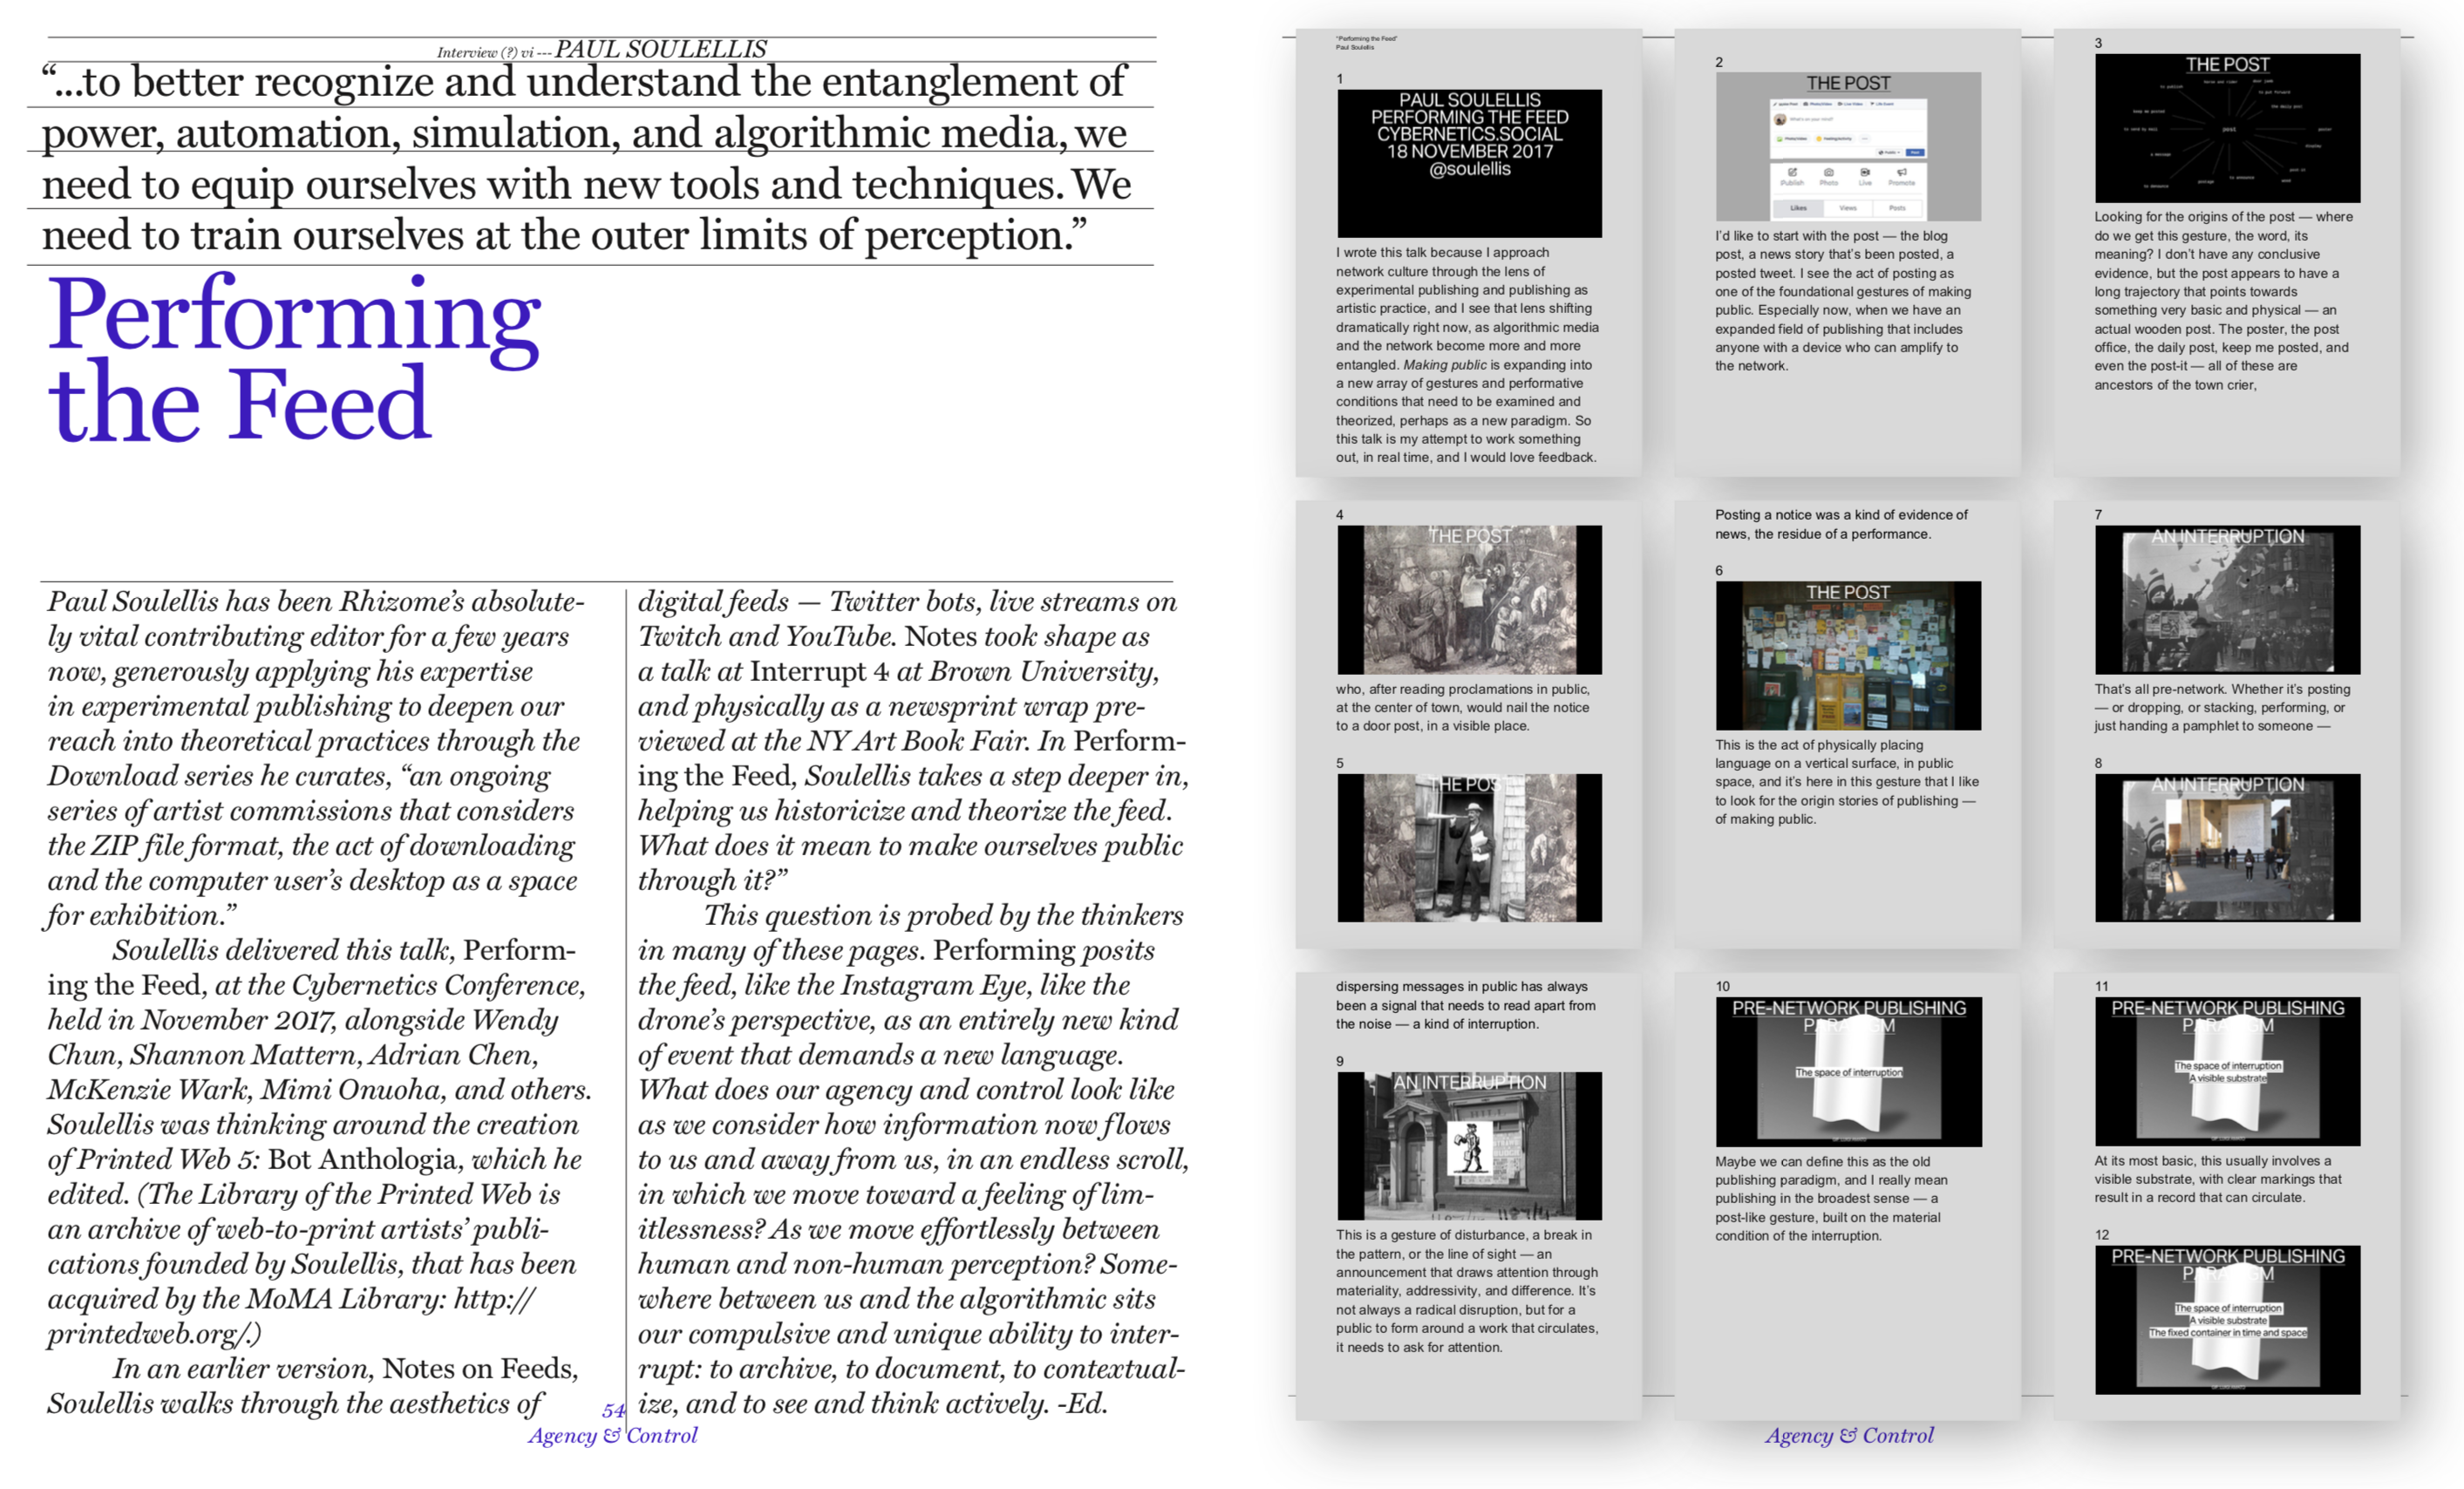 Interview (?) vi --- PAUL SOULELLIS
“...to better recognize and understand the entanglement of
power, automation, simulation, and algorithmic media, we
need to equip ourselves with new tools and techniques. We
need to train ourselves at the outer limits of perception.”
Performing
the Feed
Paul Soulellis has been Rhizome’s absolute-
ly vital contributing editor for a few years
now, generously applying his expertise
in experimental publishing to deepen our
reach into theoretical practices through the
Download series he curates, “an ongoing
series of artist commissions that considers
the ZIP file format, the act of downloading
and the computer user’s desktop as a space
for exhibition.”
Soulellis delivered this talk, Perform-
ing the Feed, at the Cybernetics Conference,
held in November 2017, alongside Wendy
Chun, Shannon Mattern, Adrian Chen,
McKenzie Wark, Mimi Onuoha, and others.
Soulellis was thinking around the creation
of Printed Web 5: Bot Anthologia, which he
edited. (The Library of the Printed Web is
an archive of web-to-print artists’ publi-
cations founded by Soulellis, that has been
acquired by the MoMA Library: http://
printedweb.org/.)
In an earlier version, Notes on Feeds,
Soulellis walks through the aesthetics of
digital feeds — Twitter bots, live streams on
Twitch and YouTube. Notes took shape as
a talk at Interrupt 4 at Brown University,
and physically as a newsprint wrap pre-
viewed at the NY Art Book Fair. In Perform-
ing the Feed, Soulellis takes a step deeper in,
helping us historicize and theorize the feed.
What does it mean to make ourselves public
through it?”
This question is probed by the thinkers
in many of these pages. Performing posits
the feed, like the Instagram Eye, like the
drone’s perspective, as an entirely new kind
of event that demands a new language.
What does our agency and control look like
as we consider how information now flows
to us and away from us, in an endless scroll,
in which we move toward a feeling of lim-
itlessness? As we move effortlessly between
human and non-human perception? Some-
where between us and the algorithmic sits
our compulsive and unique ability to inter-
rupt: to archive, to document, to contextual-
ize, and to see and think actively. -Ed.
54
Agency & Control
“Performing the Feed”
Paul Soulellis
1
PAUL SOULELLIS
PERFORMING THE FEED
CYBERNETICS.SOCIAL
18 NOVEMBER 2017
@soulellis
I wrote this talk because I approach
network culture through the lens of
experimental publishing and publishing as
artistic practice, and I see that lens shifting
dramatically right now, as algorithmic media
and the network become more and more
entangled. Making public is expanding into
a new array of gestures and performative
conditions that need to be examined and
theorized, perhaps as a new paradigm. So
this talk is my attempt to work something
out, in real time, and I would love feedback.
2
THE POST
Publish Photo Live Promote
Likes Views Posts
I’d like to start with the post — the blog
post, a news story that’s been posted, a
posted tweet. I see the act of posting as
one of the foundational gestures of making
public. Especially now, when we have an
expanded field of publishing that includes
anyone with a device who can amplify to
the network.
3
THE POST
to publish
to put forward
the daily post
keep me posted
to send by mail
post
poster
a message
to announce
postage
Looking for the origins of the post — where
do we get this gesture, the word, its
meaning? I don’t have any conclusive
evidence, but the post appears to have a
long trajectory that points towards
something very basic and physical — an
actual wooden post. The poster, the post
office, the daily post, keep me posted, and
even the post-it — all of these are
ancestors of the town crier,
4
THE POST
who, after reading proclamations in public,
at the center of town, would nail the notice
to a door post, in a visible place.
5
THE POST
Posting a notice was a kind of evidence of
news, the residue of a performance.
6
THE POST
This is the act of physically placing
language on a vertical surface, in public
space, and it’s here in this gesture that I like
to look for the origin stories of publishing —
of making public.
7
AN INTERRUPTION
That’s all pre-network. Whether it’s posting
— or dropping, or stacking, performing, or
just handing a pamphlet to someone —
8
AN INTERRUPTION
dispersing messages in public has always
been a signal that needs to read apart from
the noise — a kind of interruption.
9
AN INTERRUPTION
This is a gesture of disturbance, a break in
the pattern, or the line of sight — an
announcement that draws attention through
materiality, addressivity, and difference. It’s
not always a radical disruption, but for a
public to form around a work that circulates,
it needs to ask for attention.
10
PRE-NETWORK PUBLISHING
PARADIGM
The space of interruption
Maybe we can define this as the old
publishing paradigm, and I really mean
publishing in the broadest sense — a
post-like gesture, built on the material
condition of the interruption.
11
PRE-NETWORK PUBLISHING
PARADIGM
The space of interruption
A visible substrate
At its most basic, this usually involves a
visible substrate, with clear markings that
result in a record that can circulate.
12
PRE-NETWORK PUBLISHING
PARADIGM
The space of interruption
A visible substrate
The fixed container in time and space
Agency & Control